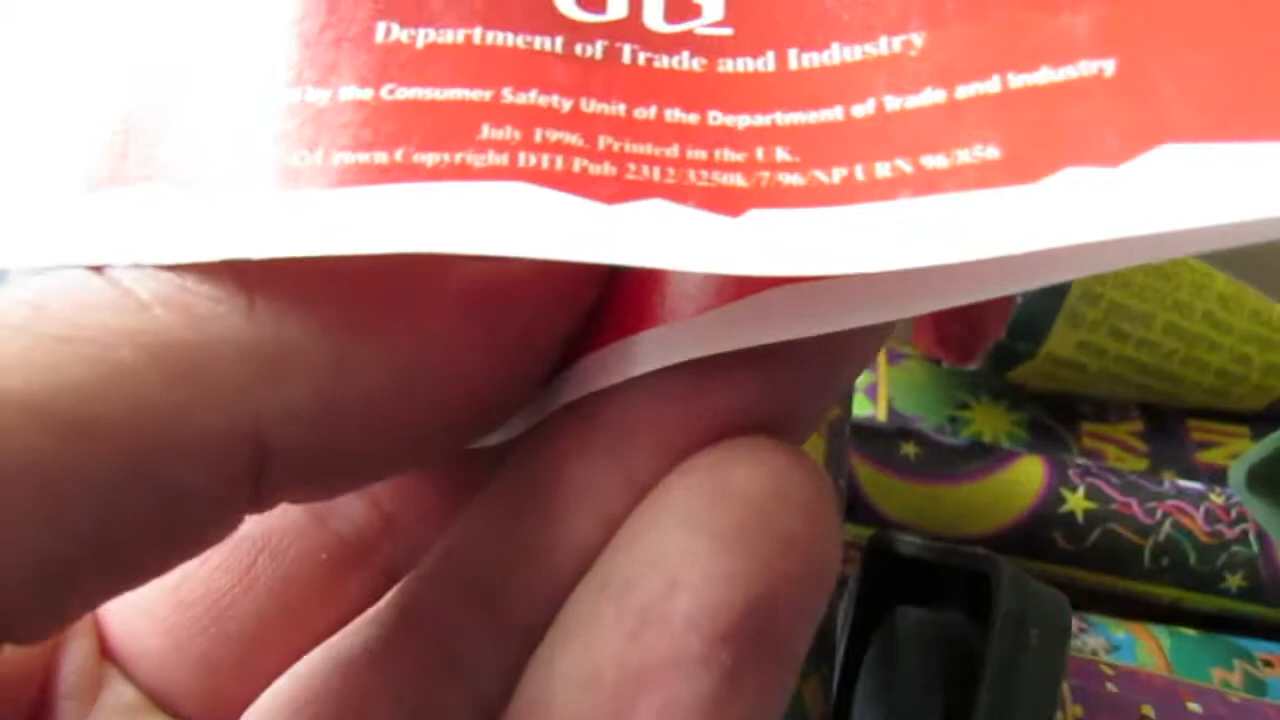 Department of Trade and Industry
by the Consumer Safety Unit of the Department of Trade and Industry
July 1996. Printed in the UK.
Crown Copyright DTI Pub 2312/3250k/7/96/NP URN 96/856